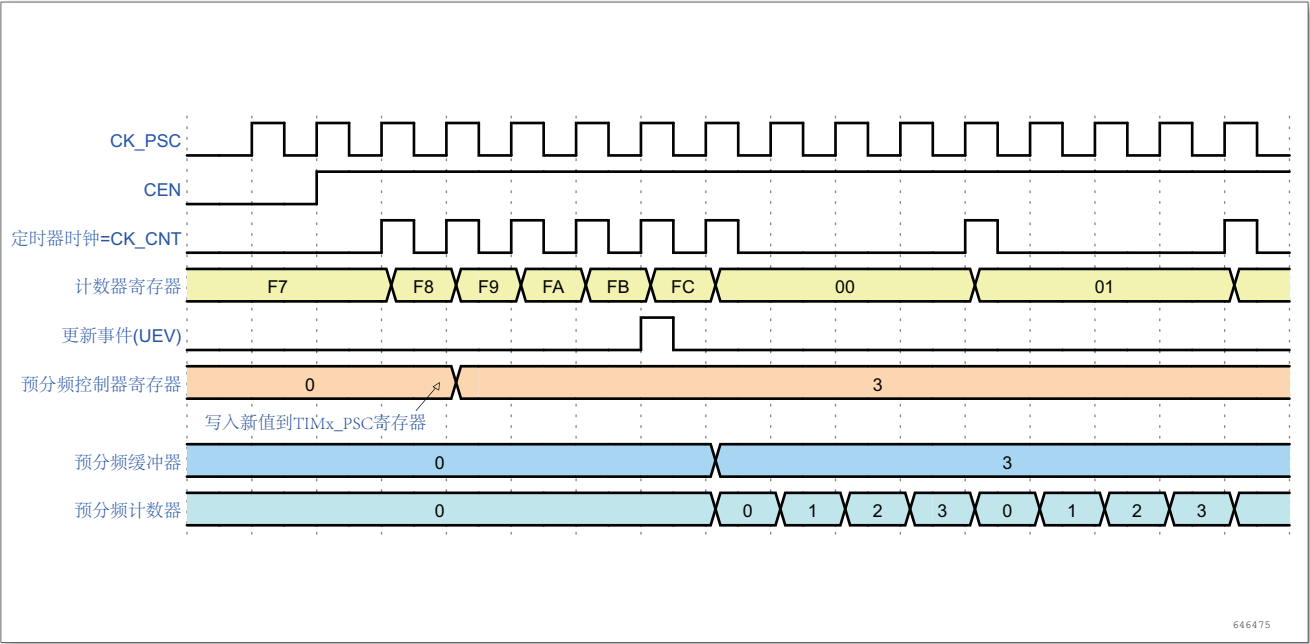 CK_PSC
CEN
定时器时钟=CK_CNT
计数器寄存器 F7 F8 F9 FA FB FC 00 01
更新事件(UEV)
预分频控制器寄存器 0 3
写入新值到TIMx_PSC寄存器
预分频缓冲器 0 3
预分频计数器 0 0 1 2 3 0 1 2 3
646475